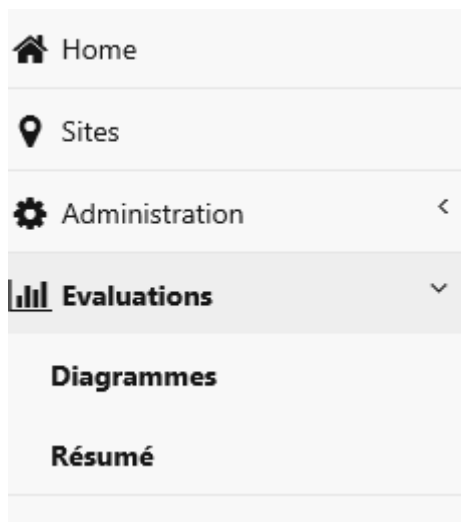 Home
Sites
Administration
Evaluations
Diagrammes
Résumé